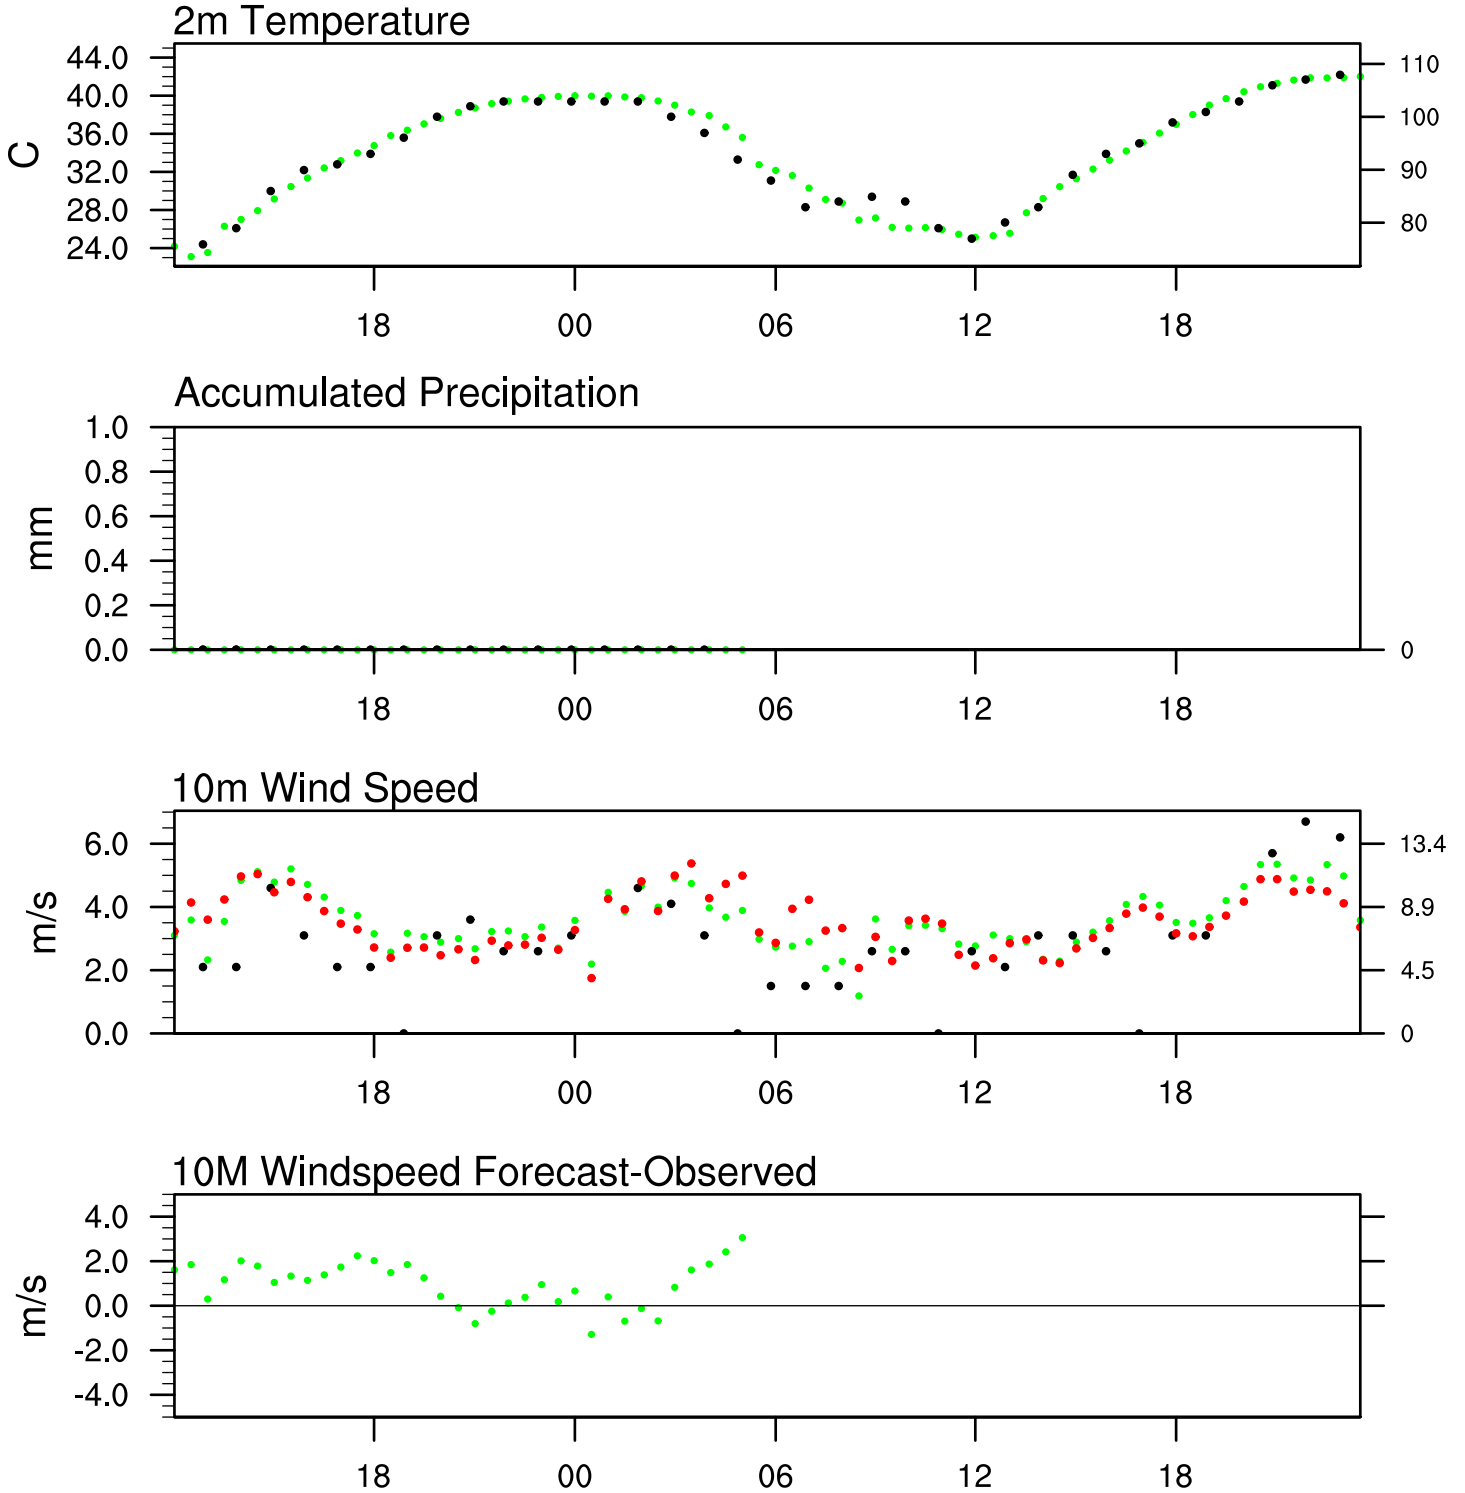 2m Temperature
44.0
40.0
36.0
32.0
28.0
24.0
C
110
100
90
80
18 00 06 12 18
Accumulated Precipitation
1.0
0.8
0.6
0.4
0.2
0.0
mm
0
18 00 06 12 18
10m Wind Speed
6.0
4.0
2.0
0.0
m/s
13.4
8.9
4.5
0
18 00 06 12 18
10M Windspeed Forecast-Observed
4.0
2.0
0.0
-2.0
-4.0
m/s
18 00 06 12 18